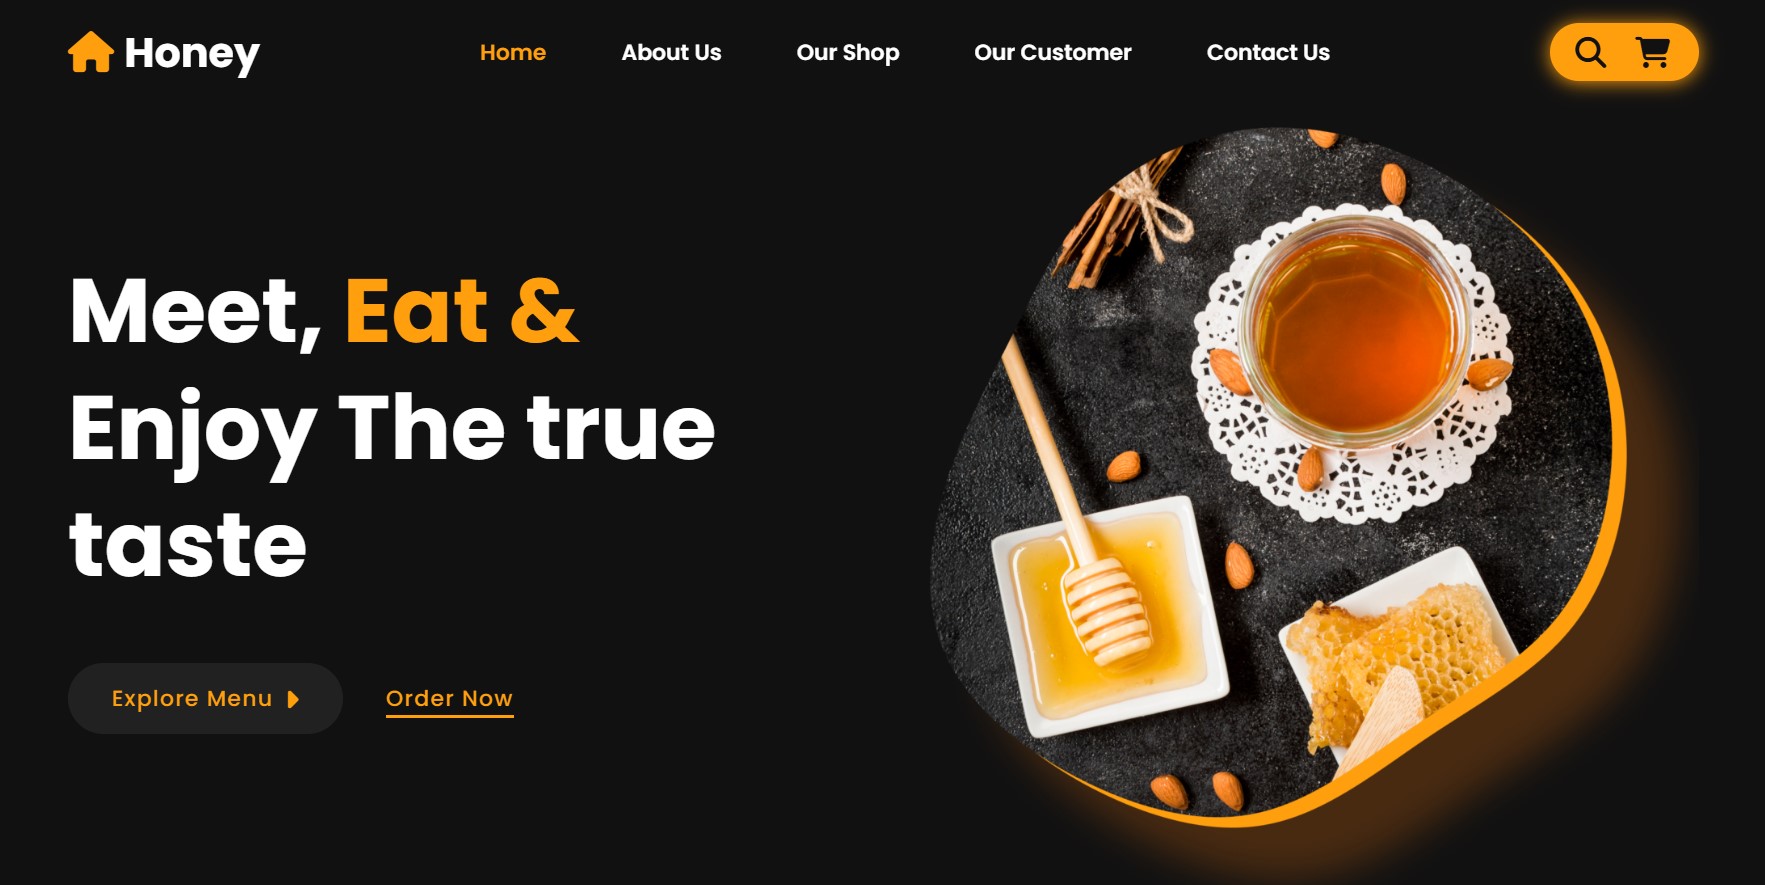 Honey
Home
About Us
Our Shop
Our Customer
Contact Us
Meet, Eat &
Enjoy The true
taste
Explore Menu
Order Now